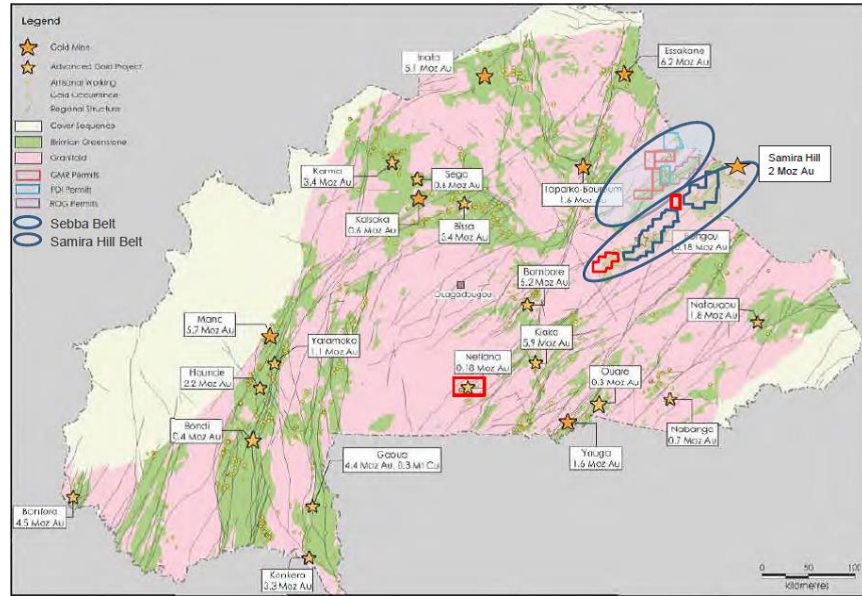 Legend
Gold Mine
Advanced Gold Project
Artisanal Working
Gold Occurrence
Regional Structure
Cover Sequence
Birimian Greenstone
Granitoid
GMR Permits
PDI Permits
ROG Permits
Sebba Belt
Samira Hill Belt
Inata
5.1 Moz Au
Essakane
6.2 Moz Au
Karma
3.4 Moz Au
Sega
Kalsaka
0.6 Moz Au
Bissa
Taparko-Bouroum
1.6 Moz Au
Samira Hill
2 Moz Au
0.18 Moz Au
Ouagadougou
Bombore
5.2 Moz Au
Natougou
1.8 Moz Au
Mana
5.7 Moz Au
Yaramoko
1.1 Moz Au
Kiaka
5.9 Moz Au
Netiana
0.18 Moz Au
Hounde
2.2 Moz Au
Ouare
0.3 Moz Au
Nabanga
0.7 Moz Au
Bondi
0.4 Moz Au
Youga
1.6 Moz Au
Gaoua
4.4 Moz Au, 0.3 Mt Cu
Banfora
4.5 Moz Au
Konkera
3.3 Moz Au
0 50 100
kilometres